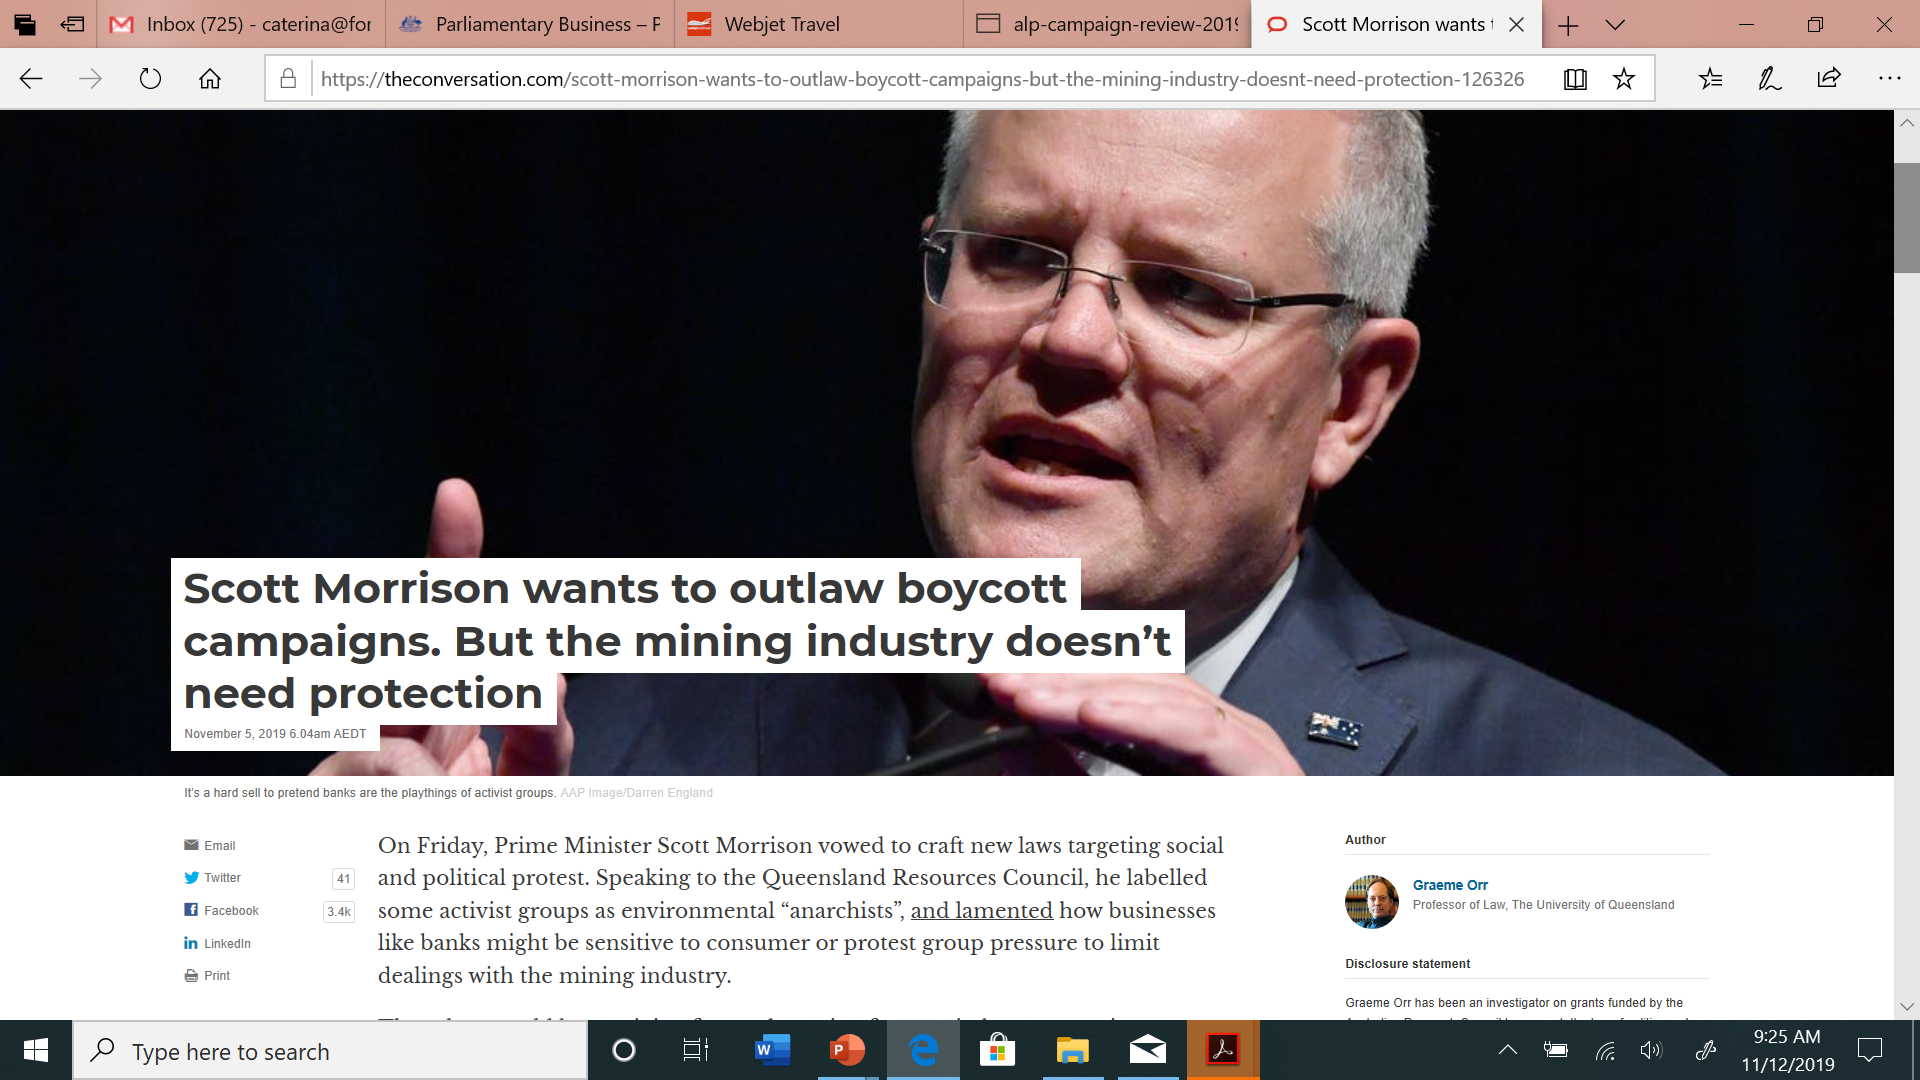 Inbox (725) - caterina@for
Parliamentary Business – P
Webjet Travel
alp-campaign-review-2019
Scott Morrison wants t
https://theconversation.com/scott-morrison-wants-to-outlaw-boycott-campaigns-but-the-mining-industry-doesnt-need-protection-126326
Scott Morrison wants to outlaw boycott
campaigns. But the mining industry doesn’t
need protection
November 5, 2019 6.04am AEDT
It’s a hard sell to pretend banks are the playthings of activist groups. AAP Image/Darren England
Email
Twitter 41
Facebook 3.4k
LinkedIn
Print
On Friday, Prime Minister Scott Morrison vowed to craft new laws targeting social
and political protest. Speaking to the Queensland Resources Council, he labelled
some activist groups as environmental “anarchists”, and lamented how businesses
like banks might be sensitive to consumer or protest group pressure to limit
dealings with the mining industry.
Author
Graeme Orr
Professor of Law, The University of Queensland
Disclosure statement
Graeme Orr has been an investigator on grants funded by the
Type here to search
9:25 AM
11/12/2019